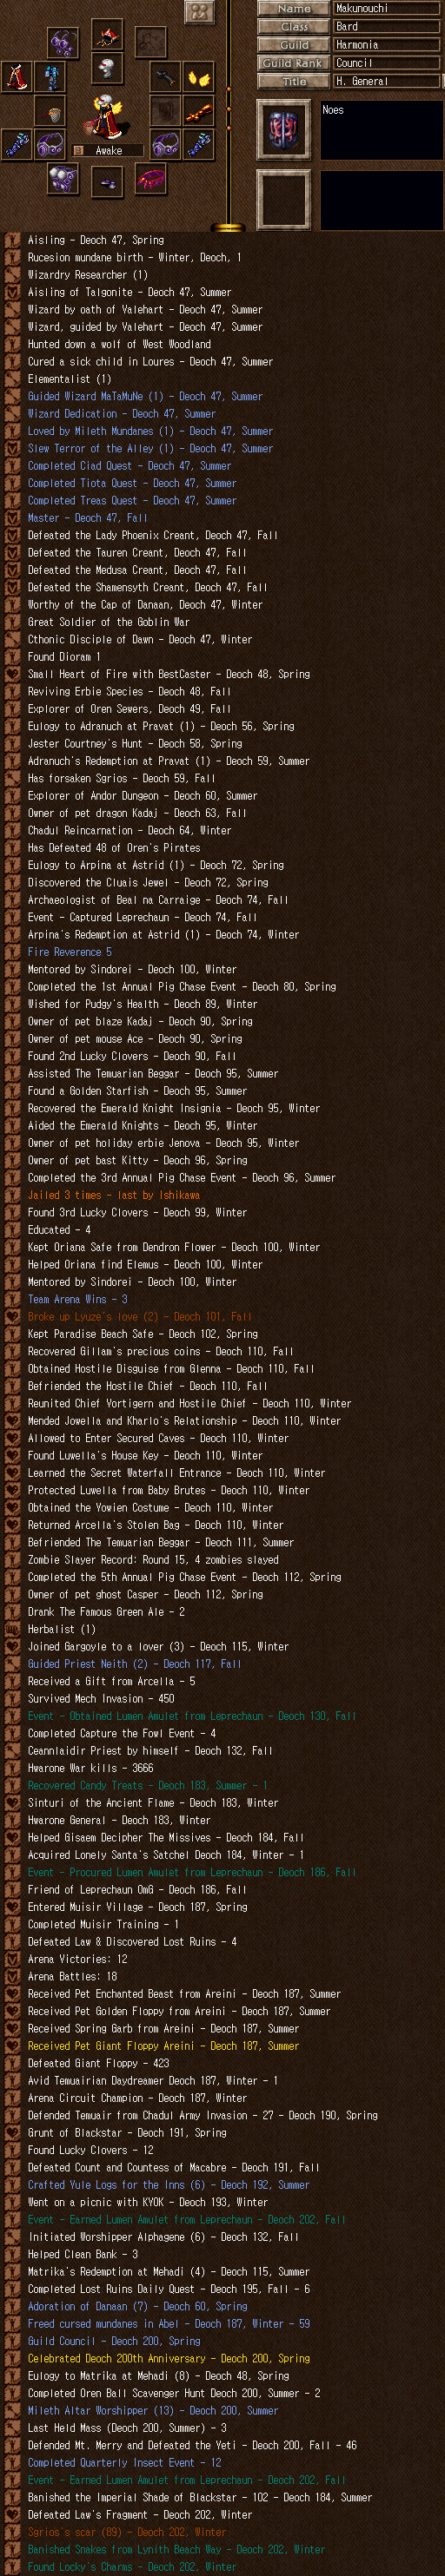 Name Makunouchi
Class Bard
Guild Harmonia
Guild Rank Council
Title H. General
Noes
Awake
Aisling - Deoch 47, Spring
Rucesion mundane birth - Winter, Deoch, 1
Wizardry Researcher (1)
Aisling of Talgonite - Deoch 47, Summer
Wizard by oath of Valehart - Deoch 47, Summer
Wizard, guided by Valehart - Deoch 47, Summer
Hunted down a wolf of West Woodland
Cured a sick child in Loures - Deoch 47, Summer
Elementalist (1)
Guided Wizard MaTaMuNe (1) - Deoch 47, Summer
Wizard Dedication - Deoch 47, Summer
Loved by Mileth Mundanes (1) - Deoch 47, Summer
Slew Terror of the Alley (1) - Deoch 47, Summer
Completed Ciad Quest - Deoch 47, Summer
Completed Tiota Quest - Deoch 47, Summer
Completed Treas Quest - Deoch 47, Summer
Master - Deoch 47, Fall
Defeated the Lady Phoenix Creant, Deoch 47, Fall
Defeated the Tauren Creant, Deoch 47, Fall
Defeated the Medusa Creant, Deoch 47, Fall
Defeated the Shamensyth Creant, Deoch 47, Fall
Worthy of the Cap of Danaan, Deoch 47, Winter
Great Soldier of the Goblin War
Cthonic Disciple of Dawn - Deoch 47, Winter
Found Dioram 1
Small Heart of Fire with BestCaster - Deoch 48, Spring
Reviving Erbie Species - Deoch 48, Fall
Explorer of Oren Sewers, Deoch 49, Fall
Eulogy to Adranuch at Pravat (1) - Deoch 56, Spring
Jester Courtney's Hunt - Deoch 58, Spring
Adranuch's Redemption at Pravat (1) - Deoch 59, Summer
Has forsaken Sgrios - Deoch 59, Fall
Explorer of Andor Dungeon - Deoch 60, Summer
Owner of pet dragon Kadaj - Deoch 63, Fall
Chadul Reincarnation - Deoch 64, Winter
Has Defeated 48 of Oren's Pirates
Eulogy to Arpina at Astrid (1) - Deoch 72, Spring
Discovered the Cluais Jewel - Deoch 72, Spring
Archaeologist of Beal na Carraige - Deoch 74, Fall
Event - Captured Leprechaun - Deoch 74, Fall
Arpina's Redemption at Astrid (1) - Deoch 74, Winter
Fire Reverence 5
Mentored by Sindorei - Deoch 100, Winter
Completed the 1st Annual Pig Chase Event - Deoch 80, Spring
Wished for Pudgy's Health - Deoch 89, Winter
Owner of pet blaze Kadaj - Deoch 90, Spring
Owner of pet mouse Ace - Deoch 90, Spring
Found 2nd Lucky Clovers - Deoch 90, Fall
Assisted The Temuarian Beggar - Deoch 95, Summer
Found a Golden Starfish - Deoch 95, Summer
Recovered the Emerald Knight Insignia - Deoch 95, Winter
Aided the Emerald Knights - Deoch 95, Winter
Owner of pet holiday erbie Jenova - Deoch 95, Winter
Owner of pet bast Kitty - Deoch 96, Spring
Completed the 3rd Annual Pig Chase Event - Deoch 96, Summer
Jailed 3 times - last by Ishikawa
Found 3rd Lucky Clovers - Deoch 99, Winter
Educated - 4
Kept Oriana Safe from Dendron Flower - Deoch 100, Winter
Helped Oriana find Elemus - Deoch 100, Winter
Mentored by Sindorei - Deoch 100, Winter
Team Arena Wins - 3
Broke up Lyuze's love (2) - Deoch 101, Fall
Kept Paradise Beach Safe - Deoch 102, Spring
Recovered Gillam's precious coins - Deoch 110, Fall
Obtained Hostile Disguise from Glenna - Deoch 110, Fall
Befriended the Hostile Chief - Deoch 110, Fall
Reunited Chief Vortigern and Hostile Chief - Deoch 110, Winter
Mended Jowella and Kharlo's Relationship - Deoch 110, Winter
Allowed to Enter Secured Caves - Deoch 110, Winter
Found Luwella's House Key - Deoch 110, Winter
Learned the Secret Waterfall Entrance - Deoch 110, Winter
Protected Luwella from Baby Brutes - Deoch 110, Winter
Obtained the Yowien Costume - Deoch 110, Winter
Returned Arcella's Stolen Bag - Deoch 110, Winter
Befriended The Temuarian Beggar - Deoch 111, Summer
Zombie Slayer Record: Round 15, 4 zombies slayed
Completed the 5th Annual Pig Chase Event - Deoch 112, Spring
Owner of pet ghost Casper - Deoch 112, Spring
Drank The Famous Green Ale - 2
Herbalist (1)
Joined Gargoyle to a lover (3) - Deoch 115, Winter
Guided Priest Neith (2) - Deoch 117, Fall
Received a Gift from Arcella - 5
Survived Mech Invasion - 450
Event - Obtained Lumen Amulet from Leprechaun - Deoch 130, Fall
Completed Capture the Fowl Event - 4
Ceannlaidir Priest by himself - Deoch 132, Fall
Hwarone War kills - 3666
Recovered Candy Treats - Deoch 183, Summer - 1
Sinturi of the Ancient Flame - Deoch 183, Winter
Hwarone General - Deoch 183, Winter
Helped Gisaem Decipher The Missives - Deoch 184, Fall
Acquired Lonely Santa's Satchel Deoch 184, Winter - 1
Event - Procured Lumen Amulet from Leprechaun - Deoch 186, Fall
Friend of Leprechaun OmG - Deoch 186, Fall
Entered Muisir Village - Deoch 187, Spring
Completed Muisir Training - 1
Defeated Law & Discovered Lost Ruins - 4
Arena Victories: 12
Arena Battles: 18
Received Pet Enchanted Beast from Areini - Deoch 187, Summer
Received Pet Golden Floppy from Areini - Deoch 187, Summer
Received Spring Garb from Areini - Deoch 187, Summer
Received Pet Giant Floppy Areini - Deoch 187, Summer
Defeated Giant Floppy - 423
Avid Temuairian Daydreamer Deoch 187, Winter - 1
Arena Circuit Champion - Deoch 187, Winter
Defended Temuair from Chadul Army Invasion - 27 - Deoch 190, Spring
Grunt of Blackstar - Deoch 191, Spring
Found Lucky Clovers - 12
Defeated Count and Countess of Macabre - Deoch 191, Fall
Crafted Yule Logs for the Inns (6) - Deoch 192, Summer
Went on a picnic with KYOK - Deoch 193, Winter
Event - Earned Lumen Amulet from Leprechaun - Deoch 202, Fall
Initiated Worshipper Alphagene (6) - Deoch 132, Fall
Helped Clean Bank - 3
Matrika's Redemption at Mehadi (4) - Deoch 115, Summer
Completed Lost Ruins Daily Quest - Deoch 195, Fall - 6
Adoration of Danaan (7) - Deoch 60, Spring
Freed cursed mundanes in Abel - Deoch 187, Winter - 59
Guild Council - Deoch 200, Spring
Celebrated Deoch 200th Anniversary - Deoch 200, Spring
Eulogy to Matrika at Mehadi (8) - Deoch 48, Spring
Completed Oren Ball Scavenger Hunt Deoch 200, Summer - 2
Mileth Altar Worshipper (13) - Deoch 200, Summer
Last Held Mass (Deoch 200, Summer) - 3
Defended Mt. Merry and Defeated the Yeti - Deoch 200, Fall - 46
Completed Quarterly Insect Event - 12
Event - Earned Lumen Amulet from Leprechaun - Deoch 202, Fall
Banished the Imperial Shade of Blackstar - 102 - Deoch 184, Summer
Defeated Law's Fragment - Deoch 202, Winter
Sgrios's scar (89) - Deoch 202, Winter
Banished Snakes from Lynith Beach Way - Deoch 202, Winter
Found Locky's Charms - Deoch 202, Winter